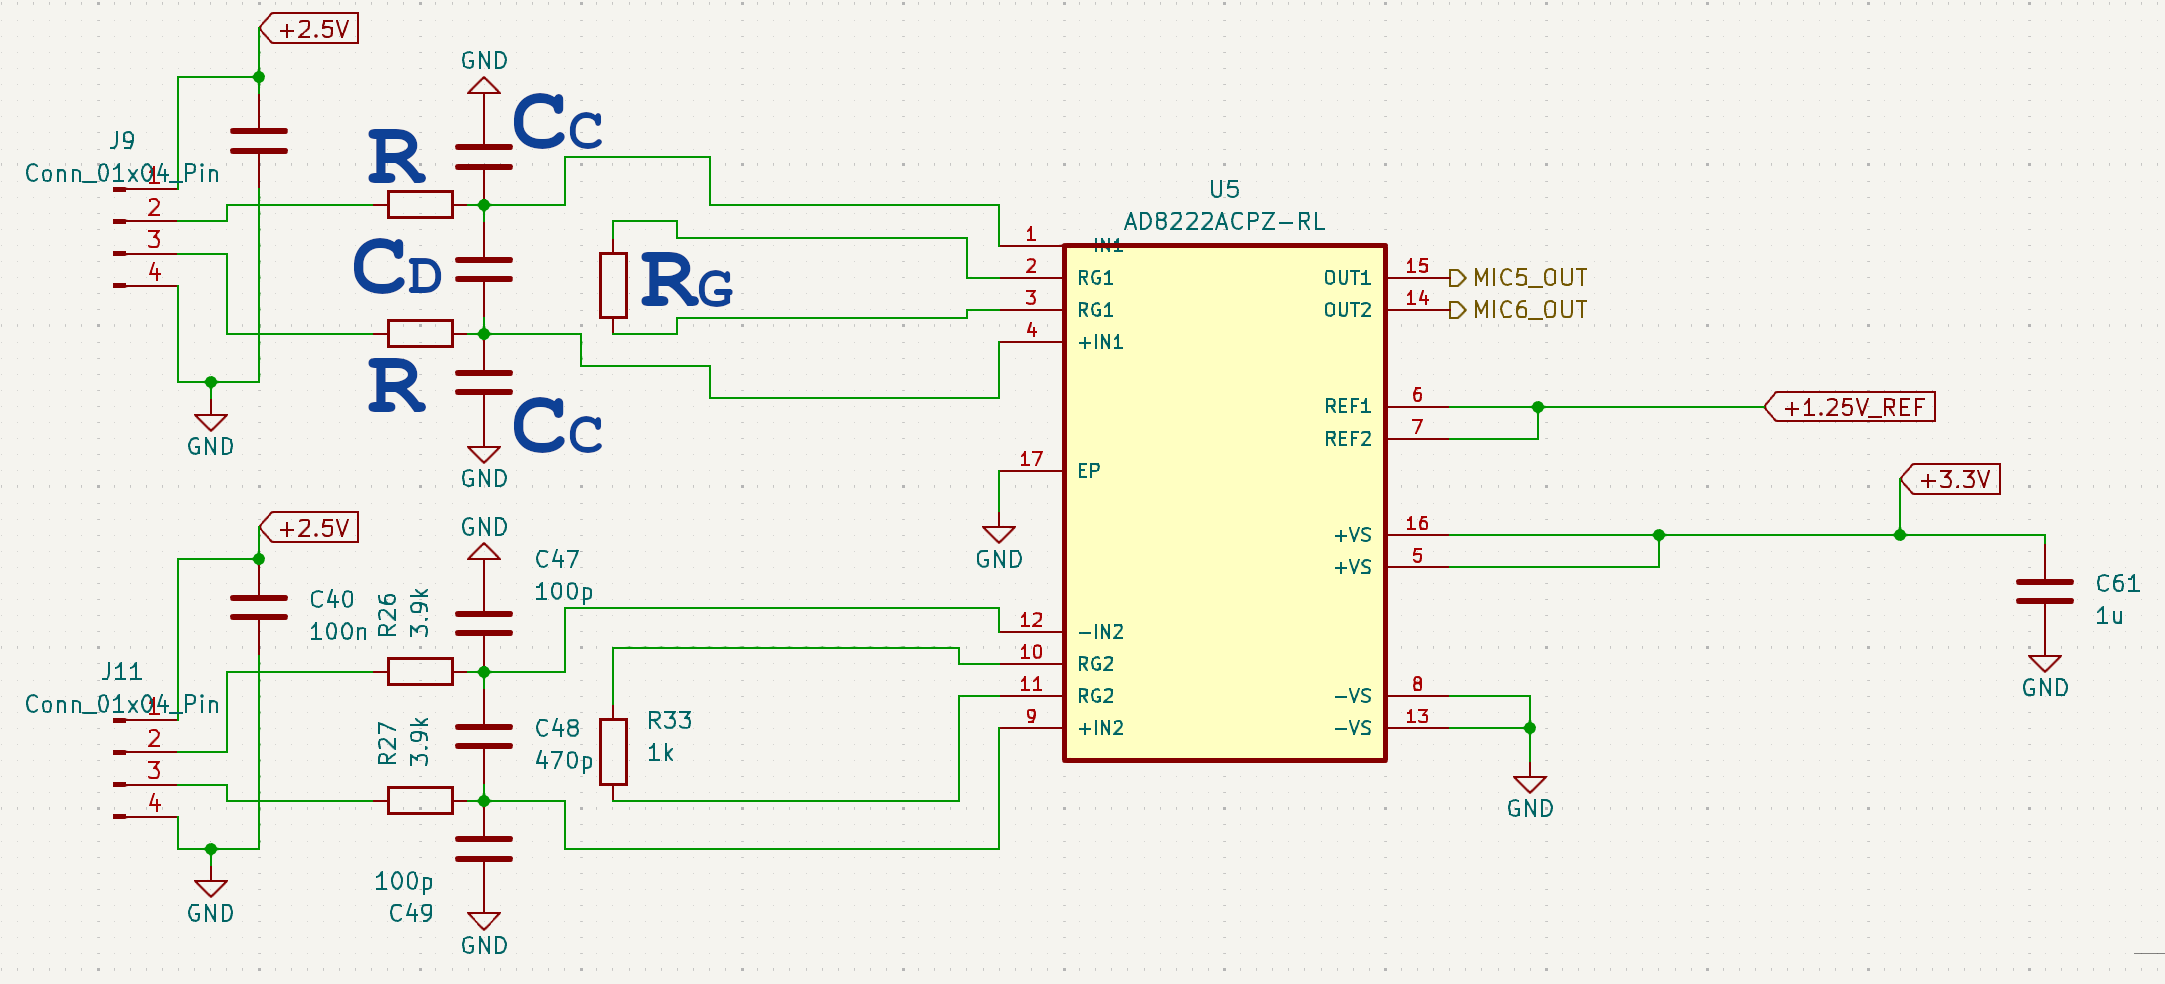 +2.5V
GND
CC
J9
Conn_01x04_Pin
1
2
3
4
R
CD
RG
R
CC
GND
GND
U5
AD8222ACPZ-RL
1
2
3
4
17
12
10
11
9
-IN1
RG1
RG1
+IN1
EP
-IN2
RG2
RG2
+IN2
OUT1
OUT2
REF1
REF2
+VS
+VS
-VS
-VS
15
14
6
7
16
5
8
13
MIC5_OUT
MIC6_OUT
+1.25V_REF
+3.3V
C61
1u
GND
GND
GND
+2.5V
GND
C47
100p
C40
100n
R26
3.9k
J11
Conn_01x04_Pin
1
2
3
4
R27
3.9k
C48
470p
R33
1k
100p
C49
GND
GND